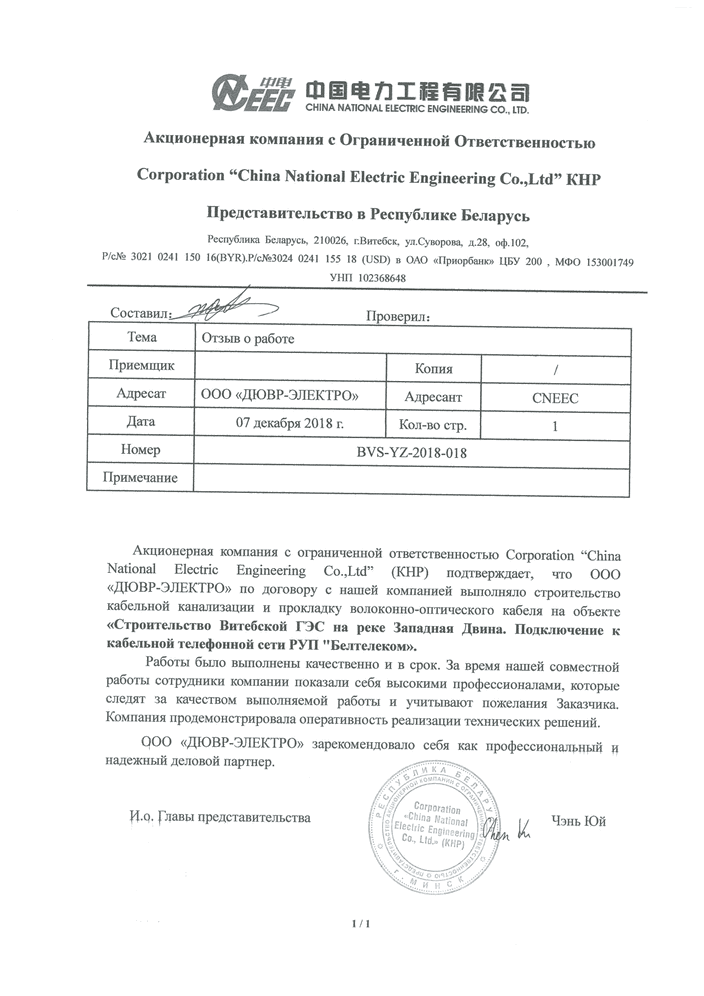 中电
CNEEC
中国电力工程有限公司
CHINA NATIONAL ELECTRIC ENGINEERING CO., LTD.
Акционерная компания с Ограниченной Ответственностью
Corporation “China National Electric Engineering Co.,Ltd” КНР
Представительство в Республике Беларусь
Республика Беларусь, 210026, г.Витебск, ул.Суворова, д.28, оф.102,
Р/с№ 3021 0241 150 16(BYR).Р/с№3024 0241 155 18 (USD) в ОАО «Приорбанк» ЦБУ 200 , МФО 153001749
УНП 102368648
Составил: Проверил:
Тема Отзыв о работе
Приемщик Копия /
Адресат ООО «ДЮВР-ЭЛЕКТРО» Адресант CNEEC
Дата 07 декабря 2018 г. Кол-во стр. 1
Номер BVS-YZ-2018-018
Примечание
Акционерная компания с ограниченной ответственностью Corporation “China
National Electric Engineering Co.,Ltd” (КНР) подтверждает, что ООО
«ДЮВР-ЭЛЕКТРО» по договору с нашей компанией выполняло строительство
кабельной канализации и прокладку волоконно-оптического кабеля на объекте
«Строительство Витебской ГЭС на реке Западная Двина. Подключение к
кабельной телефонной сети РУП "Белтелеком».
Работы было выполнены качественно и в срок. За время нашей совместной
работы сотрудники компании показали себя высокими профессионалами, которые
следят за качеством выполняемой работы и учитывают пожелания Заказчика.
Компания продемонстрировала оперативность реализации технических решений.
ООО «ДЮВР-ЭЛЕКТРО» зарекомендовало себя как профессиональный и
надежный деловой партнер.
РЕСПУБЛИКА БЕЛАРУСЬ
ПРЕДСТАВИТЕЛЬСТВО АКЦИОНЕРНОЙ КОМПАНИИ С ОГРАНИЧЕННОЙ ОТВЕТСТВЕННОСТЬЮ
Corporation
«China National
Electric Engineering
Co., Ltd.» (КНР)
г. МИНСК
И.о. Главы представительства Chen Yu Чэнь Юй
1 / 1